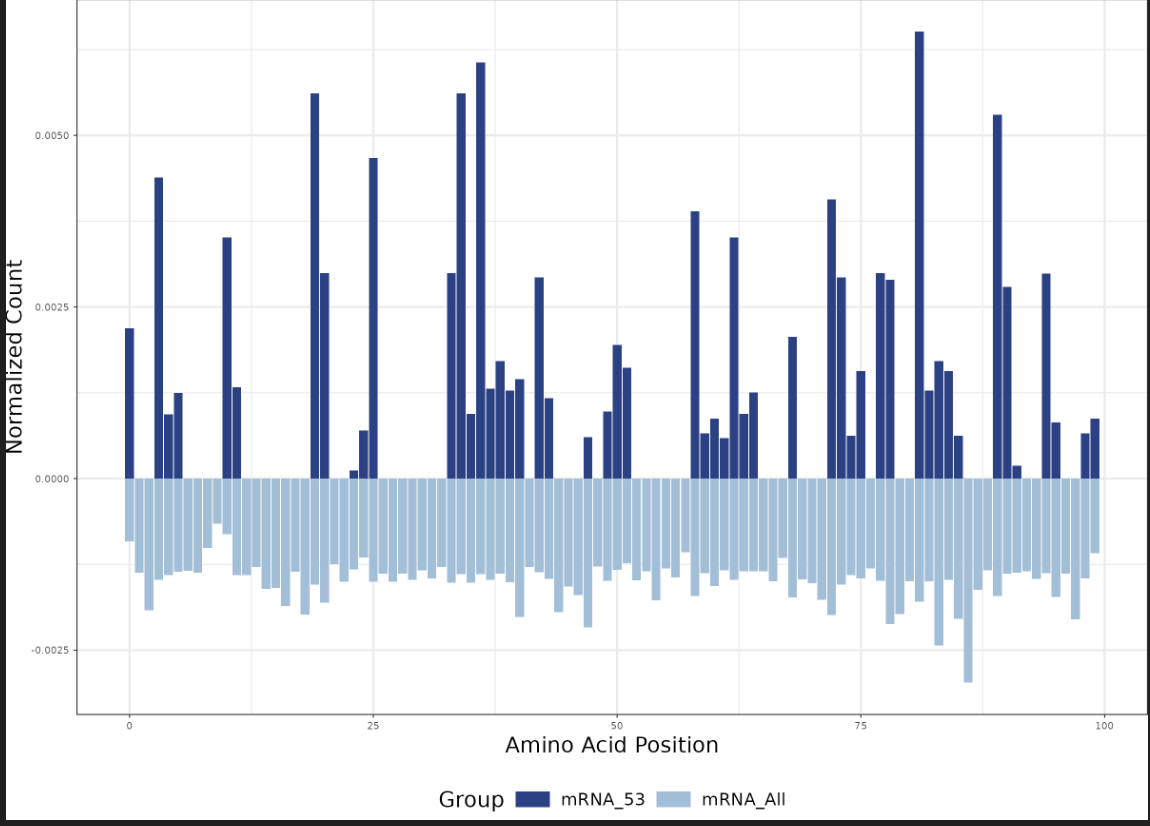 Normalized Count
0.0050
0.0025
0.0000
-0.0025
0 25 50 75 100
Amino Acid Position
Group mRNA_53 mRNA_All